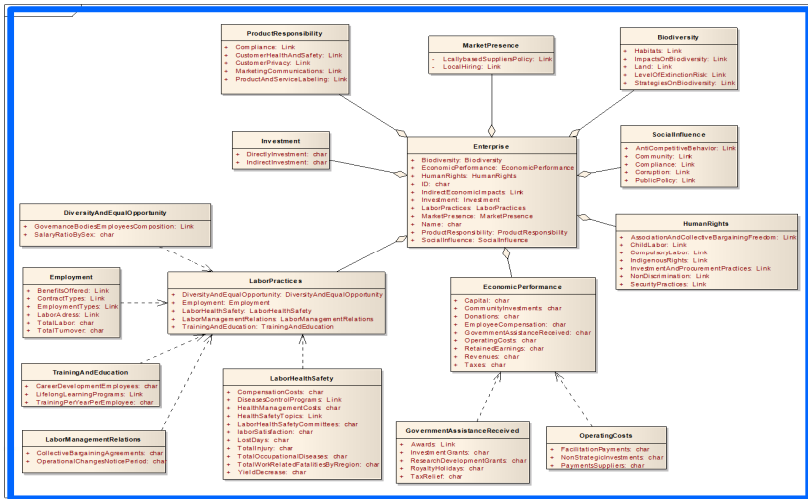 ProductResponsibility
+ Compliance: Link
+ CustomerHealthAndSafety: Link
+ CustomerPrivacy: Link
+ MarketingCommunications: Link
+ ProductAndServiceLabeling: Link
MarketPresence
- LcallybasedSuppliersPolicy: Link
- LocalHiring: Link
Biodiversity
+ Habitats: Link
+ ImpactsOnBiodiversity: Link
+ Land: Link
+ LevelOfExtinctionRisk: Link
+ StrategiesOnBiodiversity: Link
Investment
+ DirectlyInvestment: char
+ IndirectInvestment: char
Enterprise
+ Biodiversity: Biodiversity
+ EconomicPerformance: EconomicPerformance
+ HumanRights: HumanRights
+ ID: char
+ IndirectEconomicImpacts: Link
+ Investment: Investment
+ LaborPractices: LaborPractices
+ MarketPresence: MarketPresence
+ Name: char
+ ProductResponsibility: ProductResponsibility
+ SocialInfluence: SocialInfluence
SocialInfluence
+ AntiCompetitiveBehavior: Link
+ Community: Link
+ Compliance: Link
+ Corruption: Link
+ PublicPolicy: Link
DiversityAndEqualOpportunity
+ GovernanceBodiesEmployeesComposition: Link
+ SalaryRatioBySex: char
HumanRights
+ AssociationAndCollectiveBargainingFreedom: Link
+ ChildLabor: Link
+ CompulsaryLabor: Link
+ IndigenousRights: Link
+ InvestmentAndProcurementPractices: Link
+ NonDiscrimination: Link
+ SecurityPractices: Link
Employment
+ BenefitsOffered: Link
+ ContractTypes: Link
+ EmploymentTypes: Link
+ LaborAdress: Link
+ TotalLabor: char
+ TotalTurnover: char
LaborPractices
+ DiversityAndEqualOpportunity: DiversityAndEqualOpportunity
+ Employment: Employment
+ LaborHealthSafety: LaborHealthSafety
+ LaborManagementRelations: LaborManagementRelations
+ TrainingAndEducation: TrainingAndEducation
EconomicPerformance
+ Capital: char
+ CommunityInvestments: char
+ Donations: char
+ EmployeeCompensation: char
+ GovernmentAssistanceReceived: char
+ OperatingCosts: char
+ RetainedEarnings: char
+ Revenues: char
+ Taxes: char
TrainingAndEducation
+ CareerDevelopmentEmployees: char
+ LifelongLearningPrograms: Link
+ TrainingPerYearPerEmployee: char
LaborHealthSafety
+ CompensationCosts: char
+ DiseasesControlPrograms: Link
+ HealthManagementCosts: char
+ HealthSafetyTopics: Link
+ LaborHealthSafetyCommittees: char
+ laborSatisfaction: char
+ LostDays: char
+ TotalInjury: char
+ TotalOccupationalDiseases: char
+ TotalWorkRelatedFatalitiesByRregion: char
+ YieldDecrease: char
LaborManagementRelations
+ CollectiveBargainingAgreements: char
+ OperationalChangesNoticePeriod: char
GovernmentAssistanceReceived
+ Awards: Link
+ InvestmentGrants: char
+ ResearchDevelopmentGrants: char
+ RoyaltyHolidays: char
+ TaxRelief: char
OperatingCosts
+ FacilitationPayments: char
+ NonStrategicInvestments: char
+ PaymentsSuppliers: char